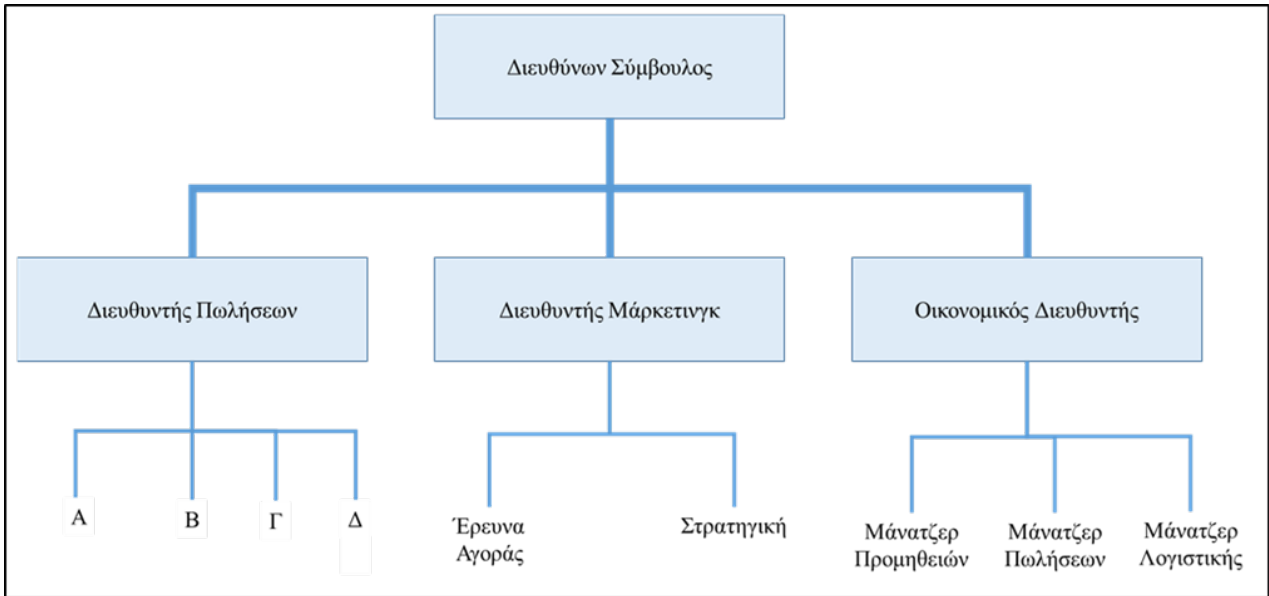 Διευθύνων Σύμβουλος
Διευθυντής Πωλήσεων
Διευθυντής Μάρκετινγκ
Οικονομικός Διευθυντής
Α
Β
Γ
Δ
Έρευνα
Αγοράς
Στρατηγική
Μάνατζερ
Προμηθειών
Μάνατζερ
Πωλήσεων
Μάνατζερ
Λογιστικής